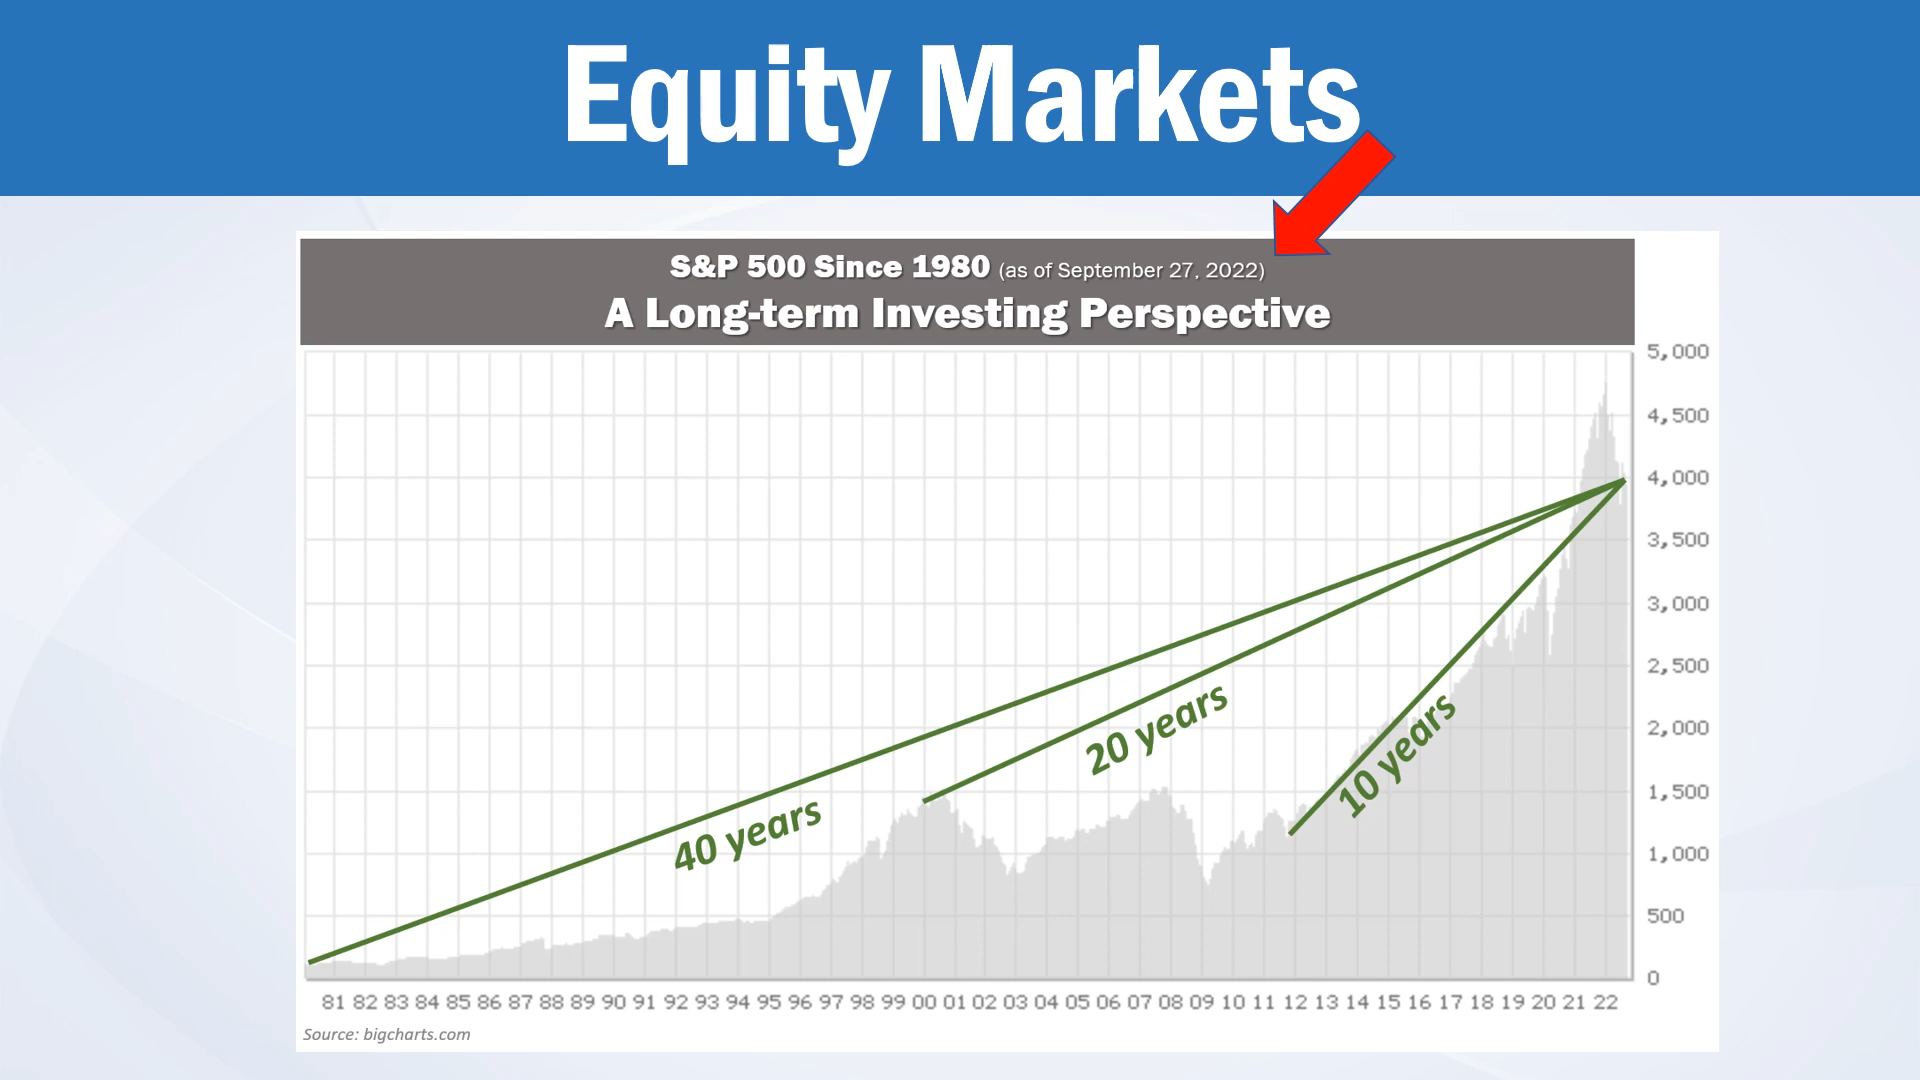 Equity Markets
S&P 500 Since 1980 (as of September 27, 2022)
A Long-term Investing Perspective
5,000
4,500
4,000
3,500
3,000
2,500
2,000
1,500
1,000
500
0
40 years
20 years
10 years
81 82 83 84 85 86 87 88 89 90 91 92 93 94 95 96 97 98 99 00 01 02 03 04 05 06 07 08 09 10 11 12 13 14 15 16 17 18 19 20 21 22
Source: bigcharts.com